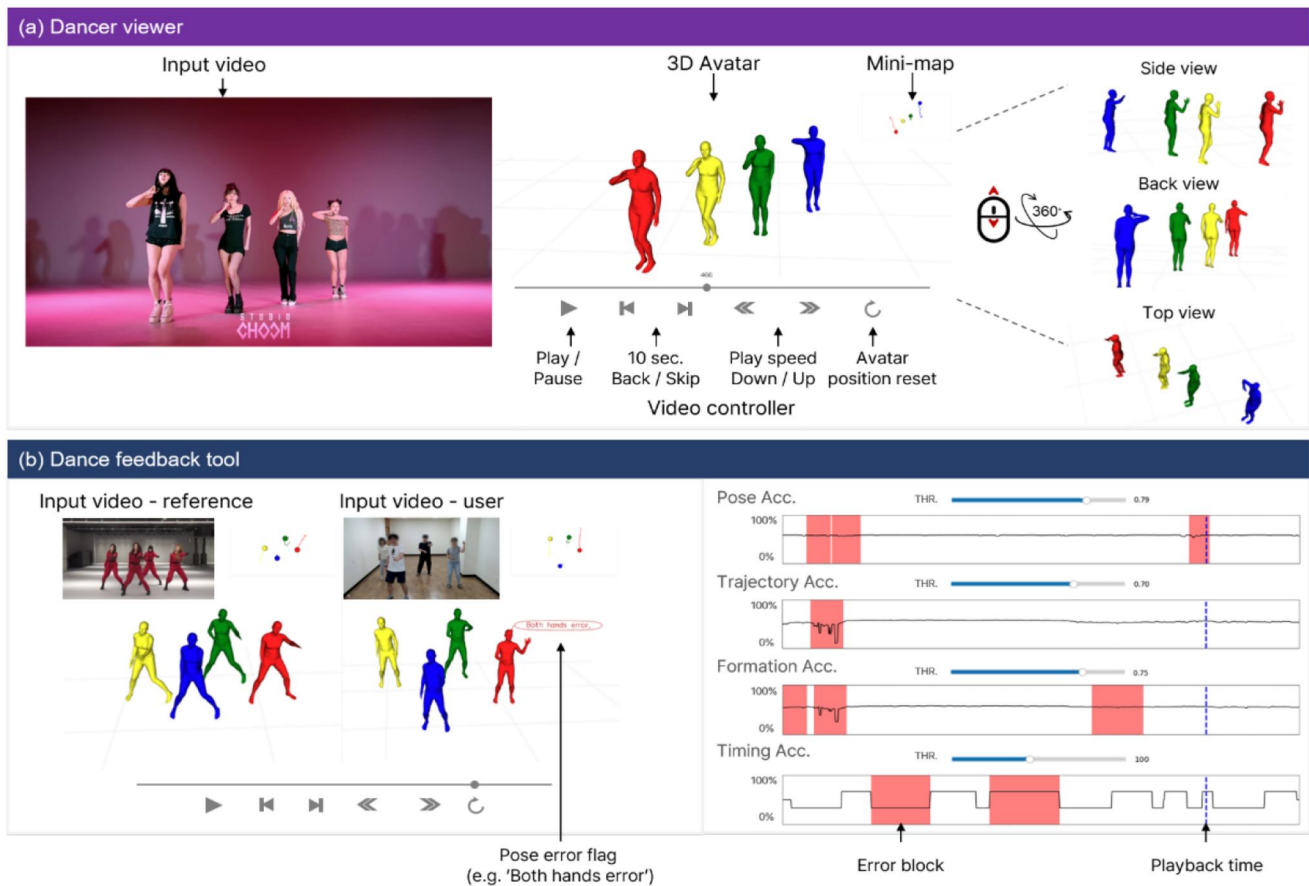 (a) Dancer viewer
Input video
3D Avatar
Mini-map
Side view
Back view
360°
Top view
STUDIO
CHOOM
466
Play /
Pause
10 sec.
Back / Skip
Play speed
Down / Up
Avatar
position reset
Video controller
(b) Dance feedback tool
Input video - reference
Input video - user
Both hands error,
Pose error flag
(e.g. 'Both hands error')
Pose Acc.
THR.
0.79
100%
0%
Trajectory Acc.
THR.
0.70
100%
0%
Formation Acc.
THR.
0.75
100%
0%
Timing Acc.
THR.
100
100%
0%
Error block
Playback time